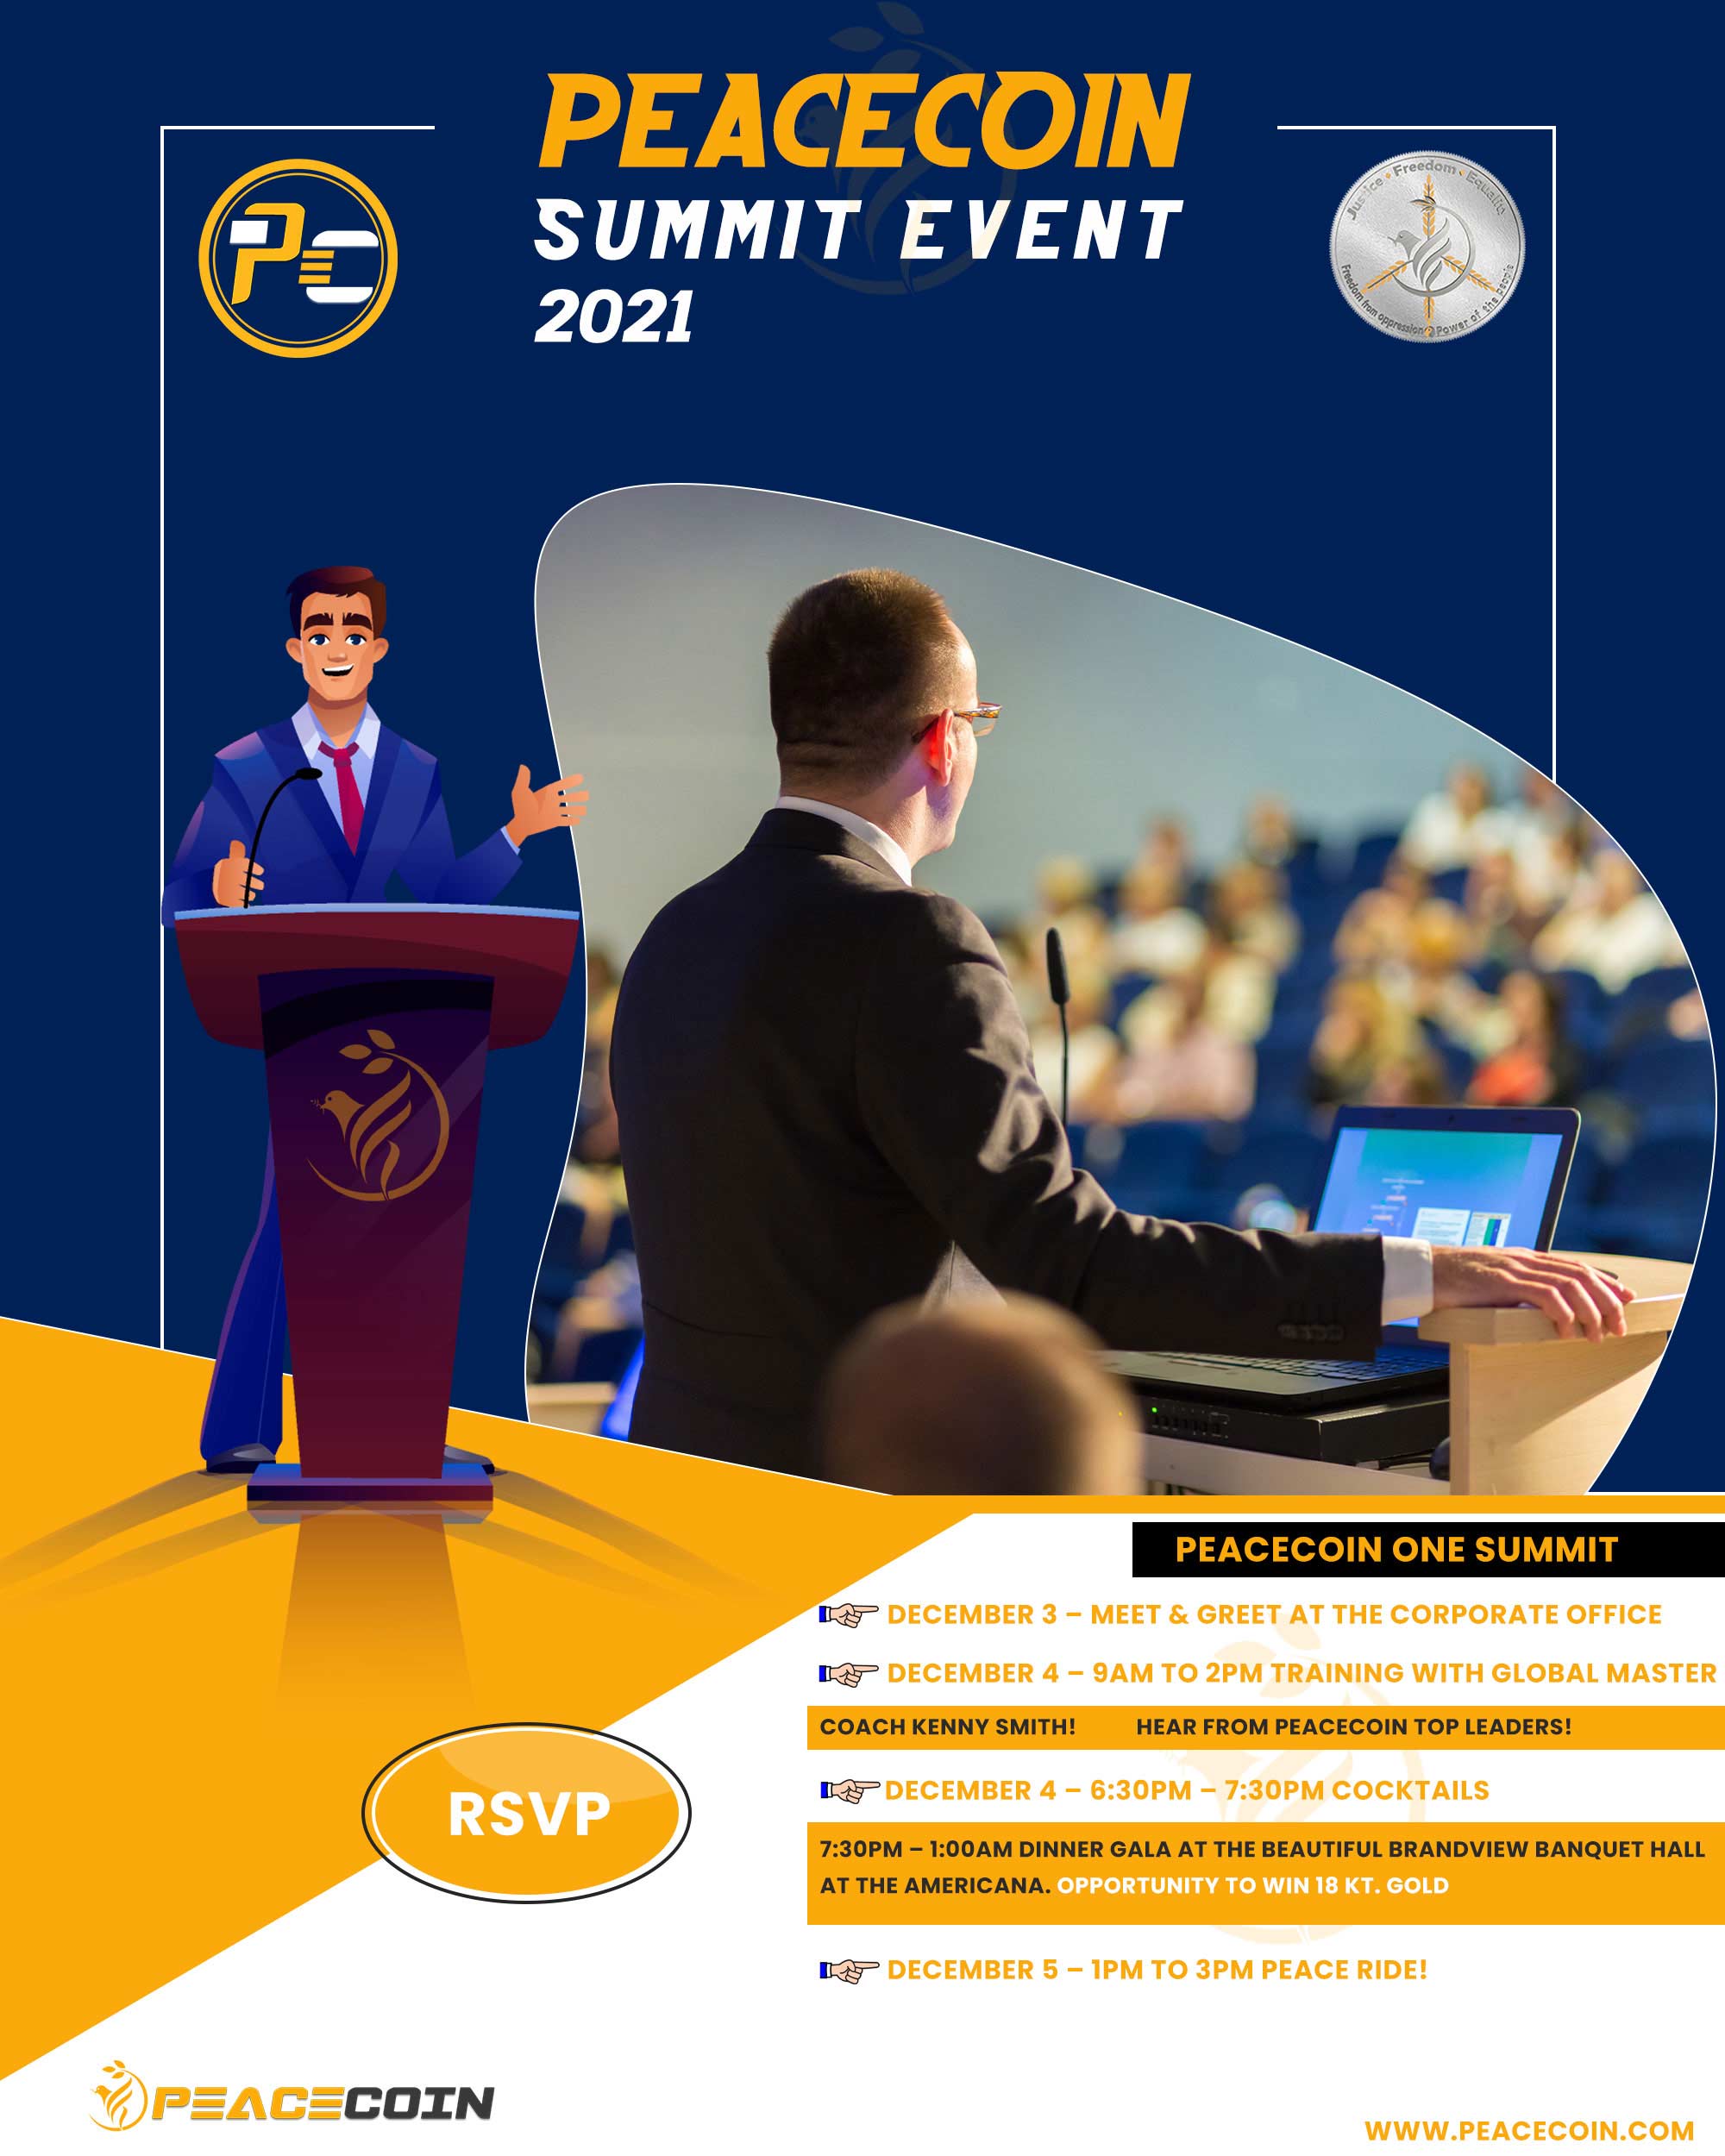 PEACECOIN
SUMMIT EVENT
2021
PEC
Justice • Freedom • Equality
Freedom from oppression Power of the People
PEACECOIN ONE SUMMIT
DECEMBER 3 – MEET & GREET AT THE CORPORATE OFFICE
DECEMBER 4 – 9AM TO 2PM TRAINING WITH GLOBAL MASTER
COACH KENNY SMITH! HEAR FROM PEACECOIN TOP LEADERS!
DECEMBER 4 – 6:30PM – 7:30PM COCKTAILS
7:30PM – 1:00AM DINNER GALA AT THE BEAUTIFUL BRANDVIEW BANQUET HALL
AT THE AMERICANA. OPPORTUNITY TO WIN 18 KT. GOLD
DECEMBER 5 – 1PM TO 3PM PEACE RIDE!
RSVP
PEACECOIN
WWW.PEACECOIN.COM